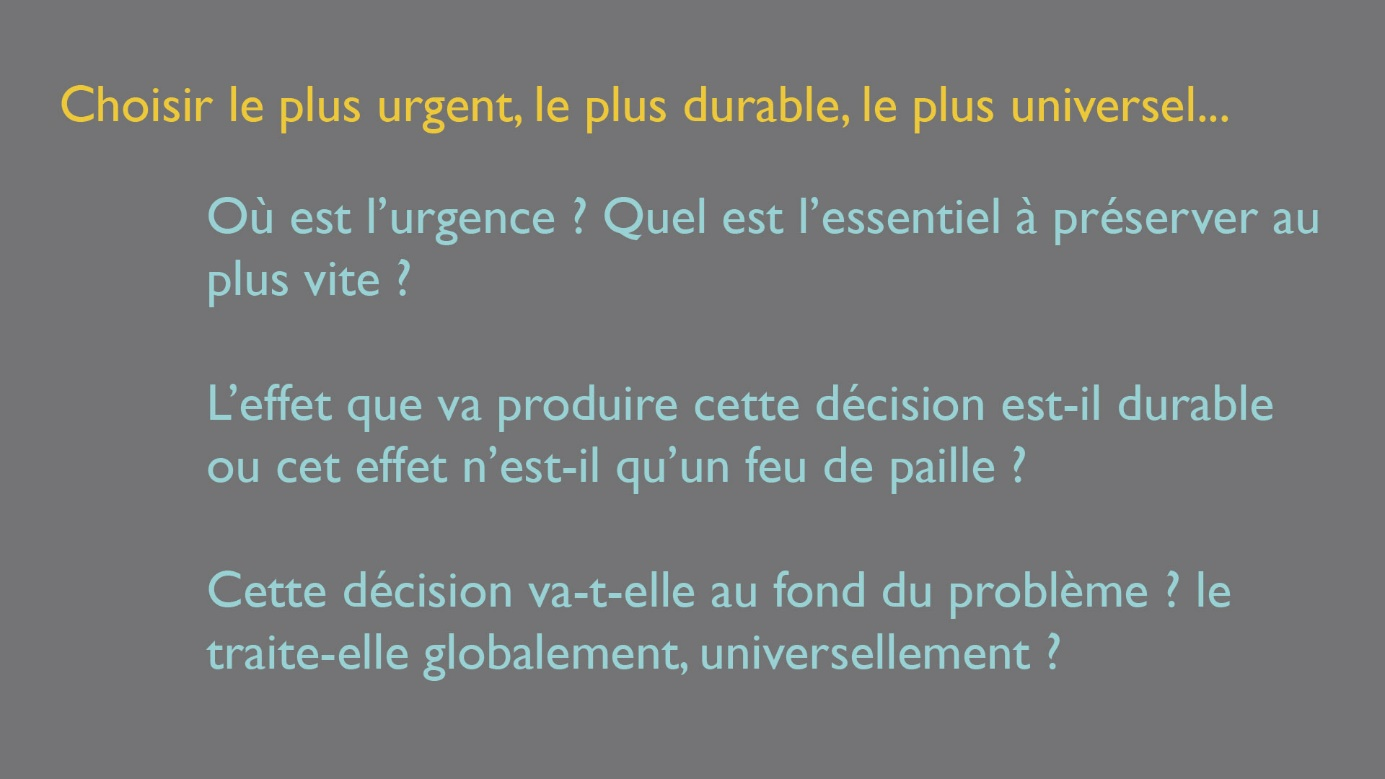 Choisir le plus urgent, le plus durable, le plus universel...
Où est l’urgence ? Quel est l’essentiel à préserver au
plus vite ?
L’effet que va produire cette décision est-il durable
ou cet effet n’est-il qu’un feu de paille ?
Cette décision va-t-elle au fond du problème ? le
traite-elle globalement, universellement ?